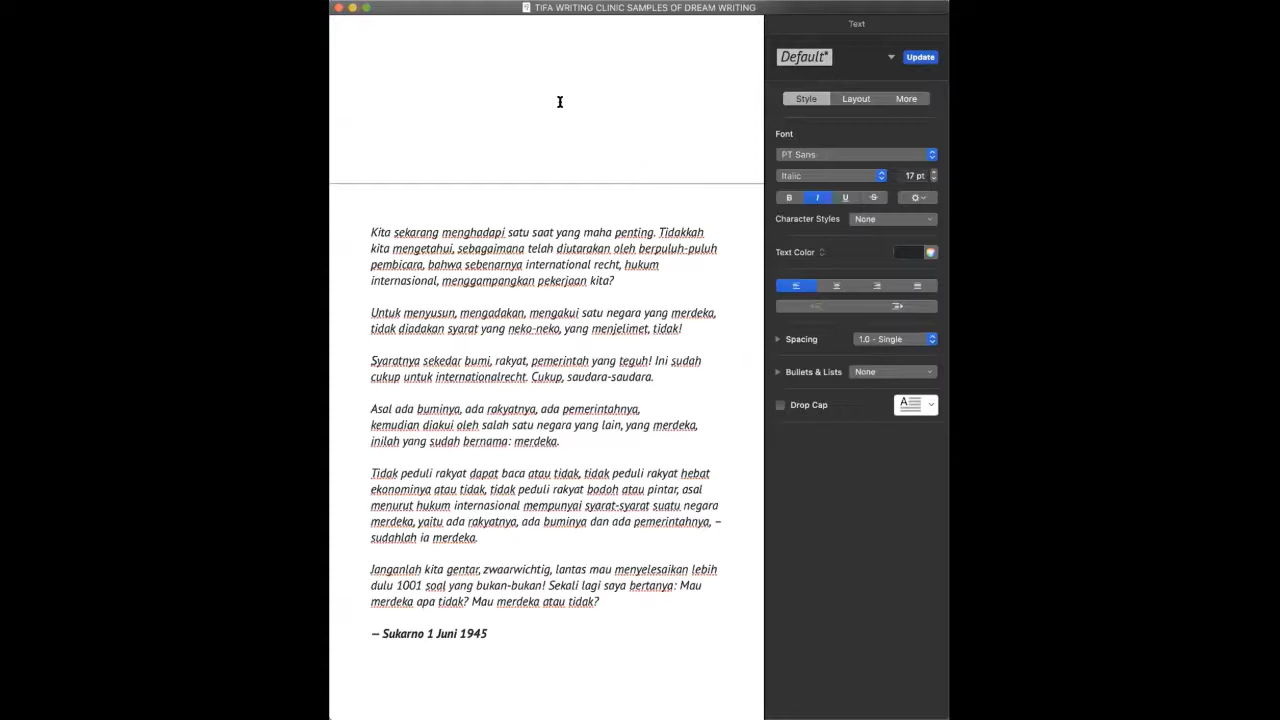 TIFA WRITING CLINIC SAMPLES OF DREAM WRITING
Text
Default*
Update
Style Layout More
Font
PT Sans
Italic 17 pt
B I U S
Character Styles None
Text Color
Spacing 1.0 - Single
Bullets & Lists None
Drop Cap A
Kita sekarang menghadapi satu saat yang maha penting. Tidakkah
kita mengetahui, sebagaimana telah diutarakan oleh berpuluh-puluh
pembicara, bahwa sebenarnya international recht, hukum
internasional, menggampangkan pekerjaan kita?
Untuk menyusun, mengadakan, mengakui satu negara yang merdeka,
tidak diadakan syarat yang neko-neko, yang menjelimet, tidak!
Syaratnya sekedar bumi, rakyat, pemerintah yang teguh! Ini sudah
cukup untuk internationalrecht. Cukup, saudara-saudara.
Asal ada buminya, ada rakyatnya, ada pemerintahnya,
kemudian diakui oleh salah satu negara yang lain, yang merdeka,
inilah yang sudah bernama: merdeka.
Tidak peduli rakyat dapat baca atau tidak, tidak peduli rakyat hebat
ekonominya atau tidak, tidak peduli rakyat bodoh atau pintar, asal
menurut hukum internasional mempunyai syarat-syarat suatu negara
merdeka, yaitu ada rakyatnya, ada buminya dan ada pemerintahnya, –
sudahlah ia merdeka.
Janganlah kita gentar, zwaarwichtig, lantas mau menyelesaikan lebih
dulu 1001 soal yang bukan-bukan! Sekali lagi saya bertanya: Mau
merdeka apa tidak? Mau merdeka atau tidak?
— Sukarno 1 Juni 1945